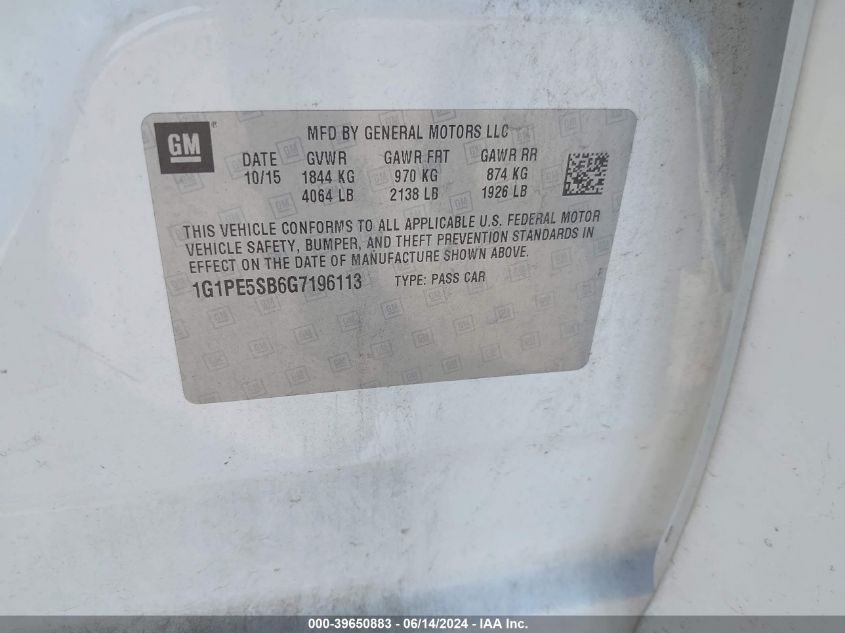 GM
MFD BY GENERAL MOTORS LLC
DATE GVWR GAWR FRT GAWR RR
10/15 1844 KG 970 KG 874 KG
4064 LB 2138 LB 1926 LB
THIS VEHICLE CONFORMS TO ALL APPLICABLE U.S. FEDERAL MOTOR
VEHICLE SAFETY, BUMPER, AND THEFT PREVENTION STANDARDS IN
EFFECT ON THE DATE OF MANUFACTURE SHOWN ABOVE.
1G1PE5SB6G7196113 TYPE: PASS CAR
000-39650883 - 06/14/2024 - IAA Inc.